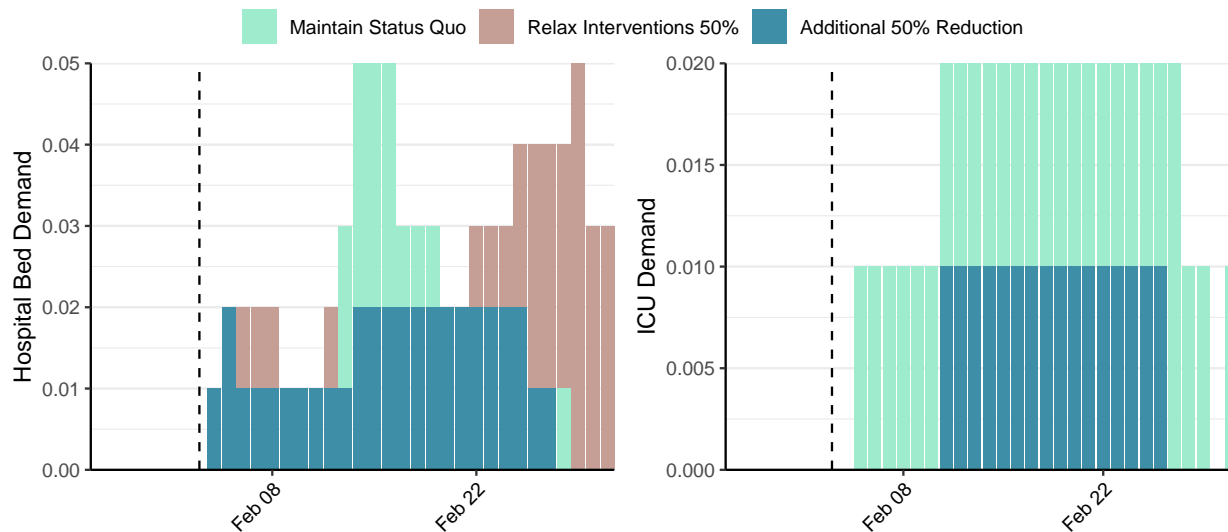 Maintain Status Quo Relax Interventions 50% Additional 50% Reduction
Hospital Bed Demand
0.05
0.04
0.03
0.02
0.01
0.00
Feb 08
Feb 22
ICU Demand
0.020
0.015
0.010
0.005
0.000
Feb 08
Feb 22